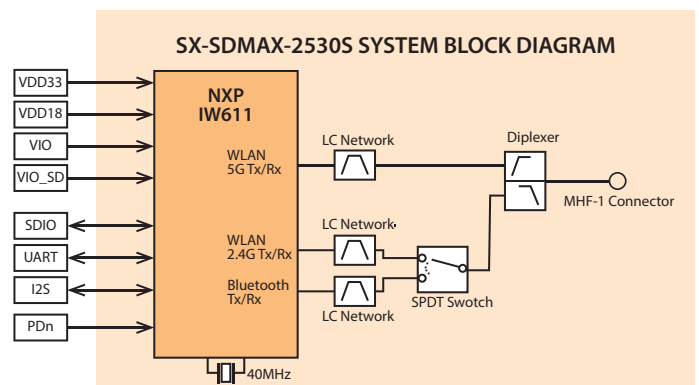 SX-SDMAX-2530S SYSTEM BLOCK DIAGRAM
VDD33
VDD18
VIO
VIO_SD
SDIO
UART
I2S
PDn
NXP
IW611
WLAN
5G Tx/Rx
WLAN
2.4G Tx/Rx
Bluetooth
Tx/Rx
40MHz
LC Network
LC Network
LC Network
SPDT Swotch
Diplexer
MHF-1 Connector